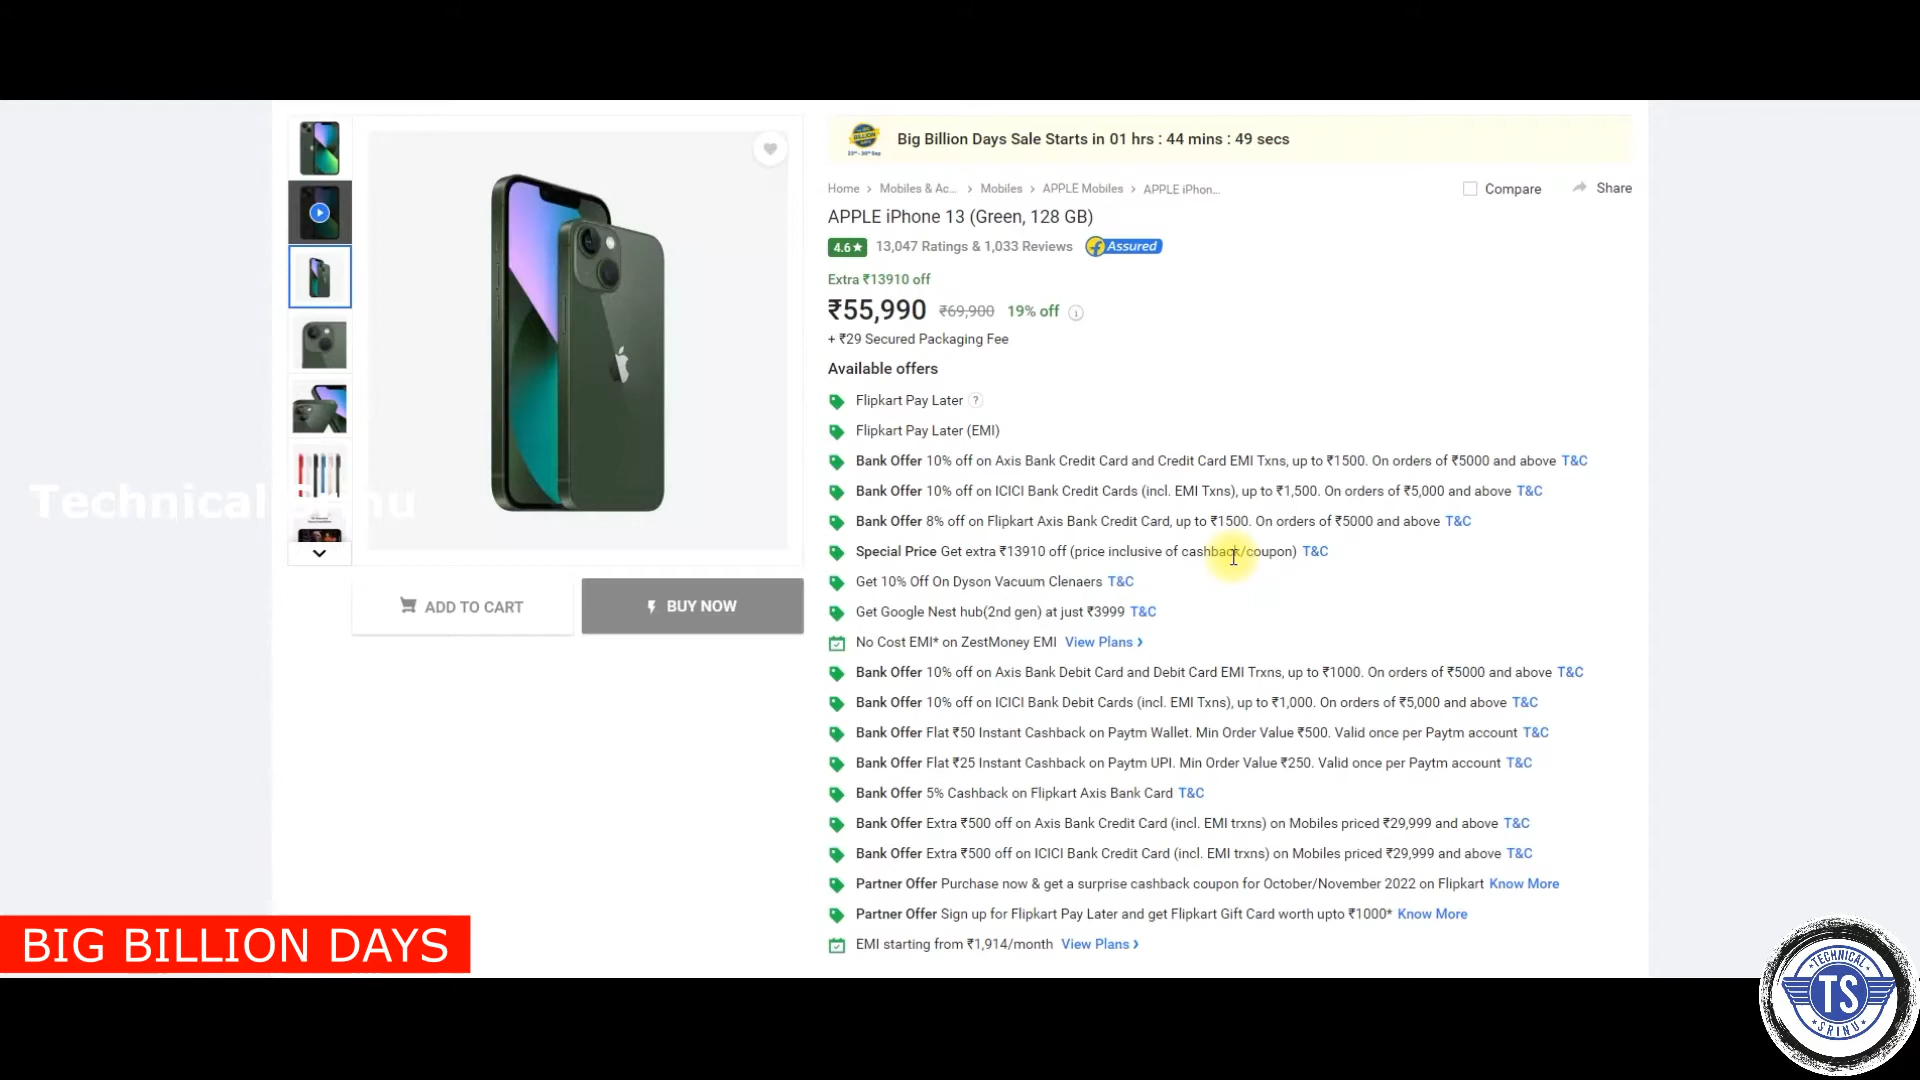 Big Billion Days Sale Starts in 01 hrs : 44 mins : 49 secs
Home > Mobiles & Ac... > Mobiles > APPLE Mobiles > APPLE iPhon...
Compare
Share
APPLE iPhone 13 (Green, 128 GB)
4.6★ 13,047 Ratings & 1,033 Reviews
Assured
Extra ₹13910 off
₹55,990 ₹69,900 19% off
+ ₹29 Secured Packaging Fee
Available offers
Flipkart Pay Later ?
Flipkart Pay Later (EMI)
Bank Offer 10% off on Axis Bank Credit Card and Credit Card EMI Txns, up to ₹1500. On orders of ₹5000 and above T&C
Bank Offer 10% off on ICICI Bank Credit Cards (incl. EMI Txns), up to ₹1,500. On orders of ₹5,000 and above T&C
Bank Offer 8% off on Flipkart Axis Bank Credit Card, up to ₹1500. On orders of ₹5000 and above T&C
Special Price Get extra ₹13910 off (price inclusive of cashback/coupon) T&C
Get 10% Off On Dyson Vacuum Clenaers T&C
Get Google Nest hub(2nd gen) at just ₹3999 T&C
No Cost EMI* on ZestMoney EMI View Plans >
Bank Offer 10% off on Axis Bank Debit Card and Debit Card EMI Trxns, up to ₹1000. On orders of ₹5000 and above T&C
Bank Offer 10% off on ICICI Bank Debit Cards (incl. EMI Txns), up to ₹1,000. On orders of ₹5,000 and above T&C
Bank Offer Flat ₹50 Instant Cashback on Paytm Wallet. Min Order Value ₹500. Valid once per Paytm account T&C
Bank Offer Flat ₹25 Instant Cashback on Paytm UPI. Min Order Value ₹250. Valid once per Paytm account T&C
Bank Offer 5% Cashback on Flipkart Axis Bank Card T&C
Bank Offer Extra ₹500 off on Axis Bank Credit Card (incl. EMI trxns) on Mobiles priced ₹29,999 and above T&C
Bank Offer Extra ₹500 off on ICICI Bank Credit Card (incl. EMI trxns) on Mobiles priced ₹29,999 and above T&C
Partner Offer Purchase now & get a surprise cashback coupon for October/November 2022 on Flipkart Know More
Partner Offer Sign up for Flipkart Pay Later and get Flipkart Gift Card worth upto ₹1000* Know More
EMI starting from ₹1,914/month View Plans >
ADD TO CART
BUY NOW
Technical
BIG BILLION DAYS
TECHNICAL
TS
SRINU